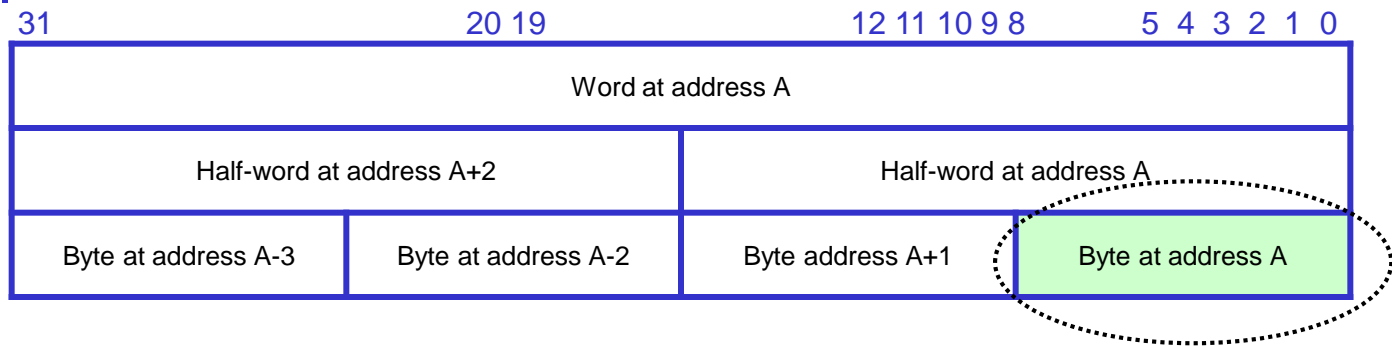 31 20 19 12 11 10 9 8 5 4 3 2 1 0
Word at address A
Half-word at address A+2 Half-word at address A
Byte at address A-3 Byte at address A-2 Byte address A+1 Byte at address A